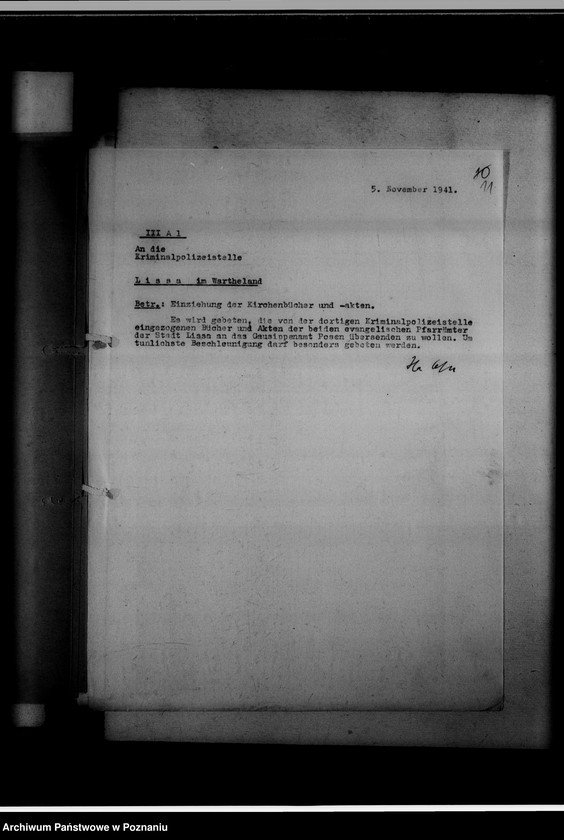 10
11
5. November 1941.
III A 1
An die
Kriminalpolizeistelle
L i s s a im Wartheland
Betr.: Einziehung der Kirchenbücher und -akten.
Es wird gebeten, die von der dortigen Kriminalpolizeistelle
eingezogenen Bücher und Akten der beiden evangelischen Pfarrämter
der Stadt Lissa an das Gausippenamt Posen übersenden zu wollen. Um
tunlichste Beschleunigung darf besonders gebeten werden.
Archiwum Państwowe w Poznaniu